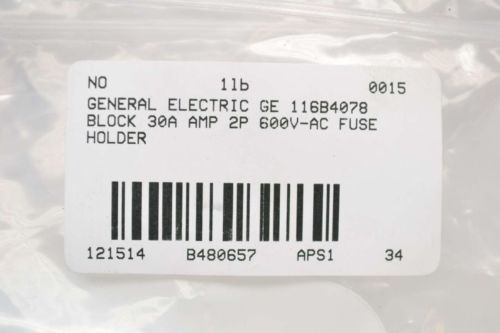 NO 1lb 0015
GENERAL ELECTRIC GE 116B4078
BLOCK 30A AMP 2P 600V-AC FUSE
HOLDER
121514 B480657 APS1 34